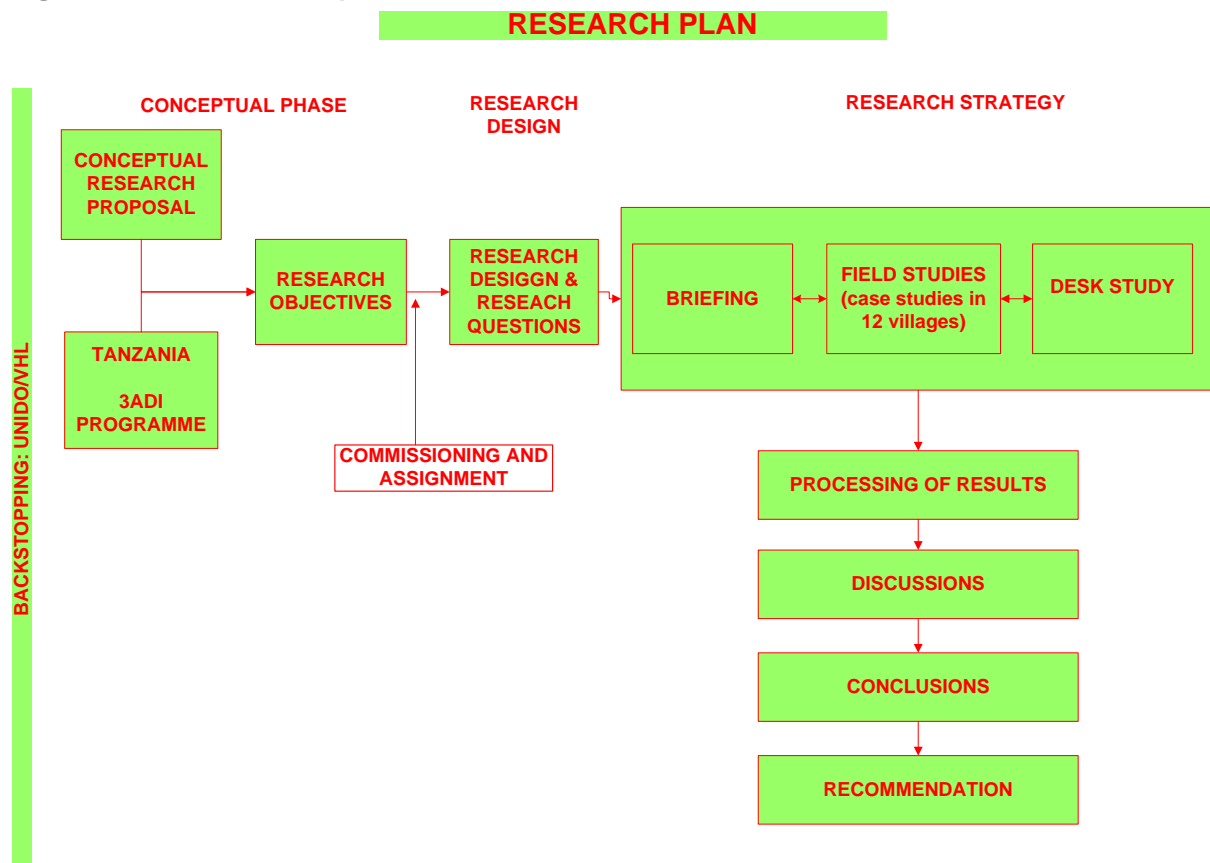 RESEARCH PLAN
CONCEPTUAL PHASE
RESEARCH
DESIGN
RESEARCH STRATEGY
CONCEPTUAL
RESEARCH
PROPOSAL
RESEARCH
OBJECTIVES
RESEARCH
DESIGGN &
RESEACH
QUESTIONS
BRIEFING
FIELD STUDIES
(case studies in
12 villages)
DESK STUDY
TANZANIA
3ADI
PROGRAMME
COMMISSIONING AND
ASSIGNMENT
PROCESSING OF RESULTS
DISCUSSIONS
CONCLUSIONS
RECOMMENDATION
BACKSTOPPING: UNIDO/VHL